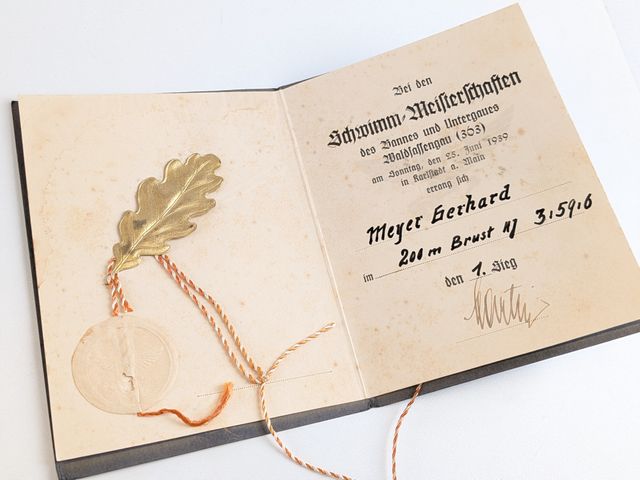 Bei den
Schwimm-Meisterschaften
des Bannes und Untergaues
Waldsassengau (363)
am Sonntag, den 25. Juni 1939
in Karlstadt a. Main
errang sich
Meyer Gerhard
im 200 m Brust HJ 3.59.6
den 1. Sieg